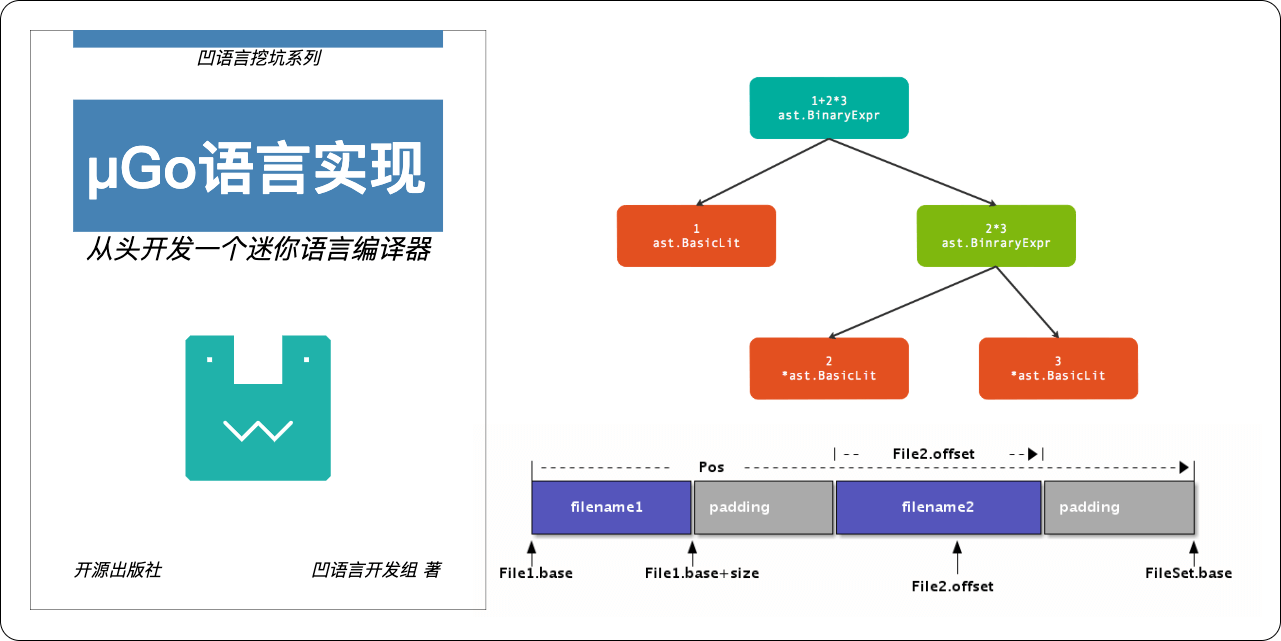 凹语言挖坑系列
µGo语言实现
从头开发一个迷你语言编译器
开源出版社
凹语言开发组 著
1+2*3
ast.BinaryExpr
1
ast.BasicLit
2*3
ast.BinraryExpr
2
*ast.BasicLit
3
*ast.BasicLit
File2.offset
Pos
filename1
padding
filename2
padding
File1.base
File1.base+size
File2.offset
FileSet.base